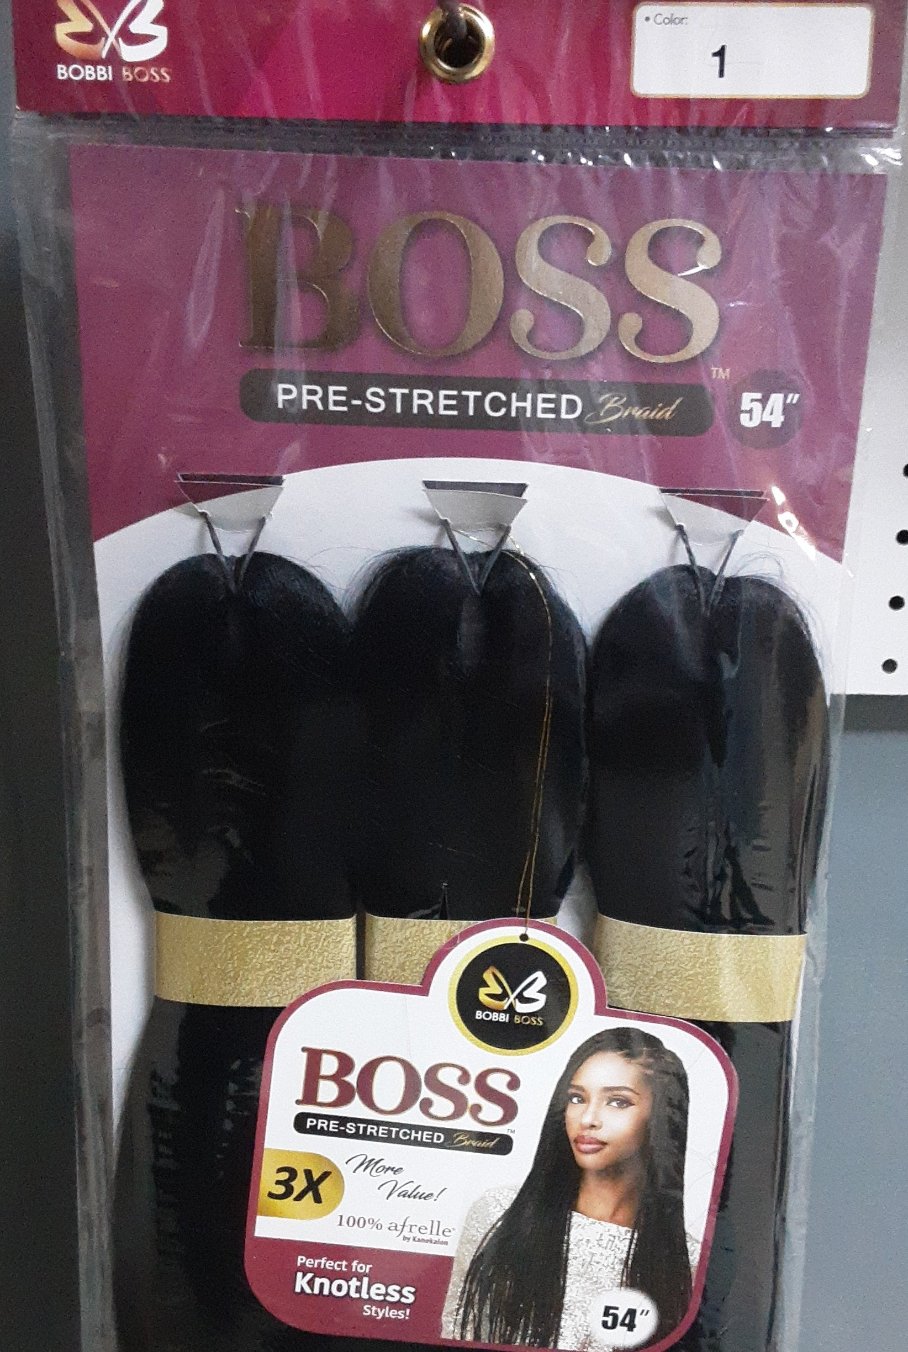 BOBBI BOSS
• Color:
1
BOSS
™
PRE-STRETCHED Braid
54"
BOBBI BOSS
BOSS
™
PRE-STRETCHED Braid
3X
More
Value!
100% afrelle
by Kanekalon
Perfect for
Knotless
Styles!
54"